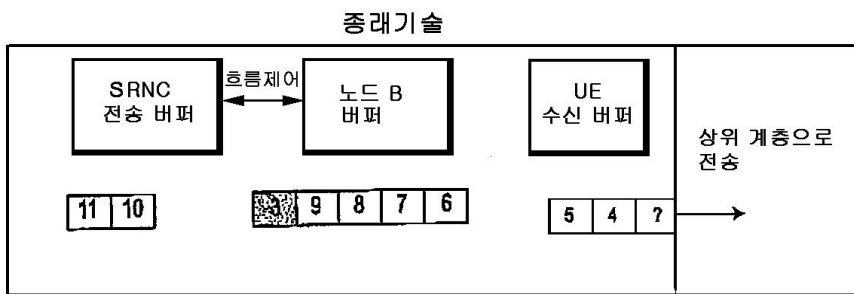 종래기술
SRNC
전송 버퍼
흐름제어
노드 B
버퍼
UE
수신 버퍼
상위 계층으로
전송
11 10
3 9 8 7 6
5 4 ?